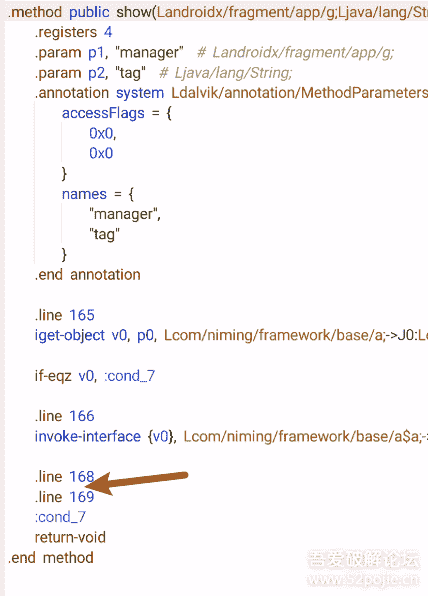 .method public show(Landroidx/fragment/app/g;Ljava/lang/Str
.registers 4
.param p1, "manager" # Landroidx/fragment/app/g;
.param p2, "tag" # Ljava/lang/String;
.annotation system Ldalvik/annotation/MethodParameters
accessFlags = {
0x0,
0x0
}
names = {
"manager",
"tag"
}
.end annotation
.line 165
iget-object v0, p0, Lcom/niming/framework/base/a;->J0:Lc
if-eqz v0, :cond_7
.line 166
invoke-interface {v0}, Lcom/niming/framework/base/a$a;->
.line 168
.line 169
:cond_7
return-void
.end method
吾爱破解论坛
www.52pojie.cn